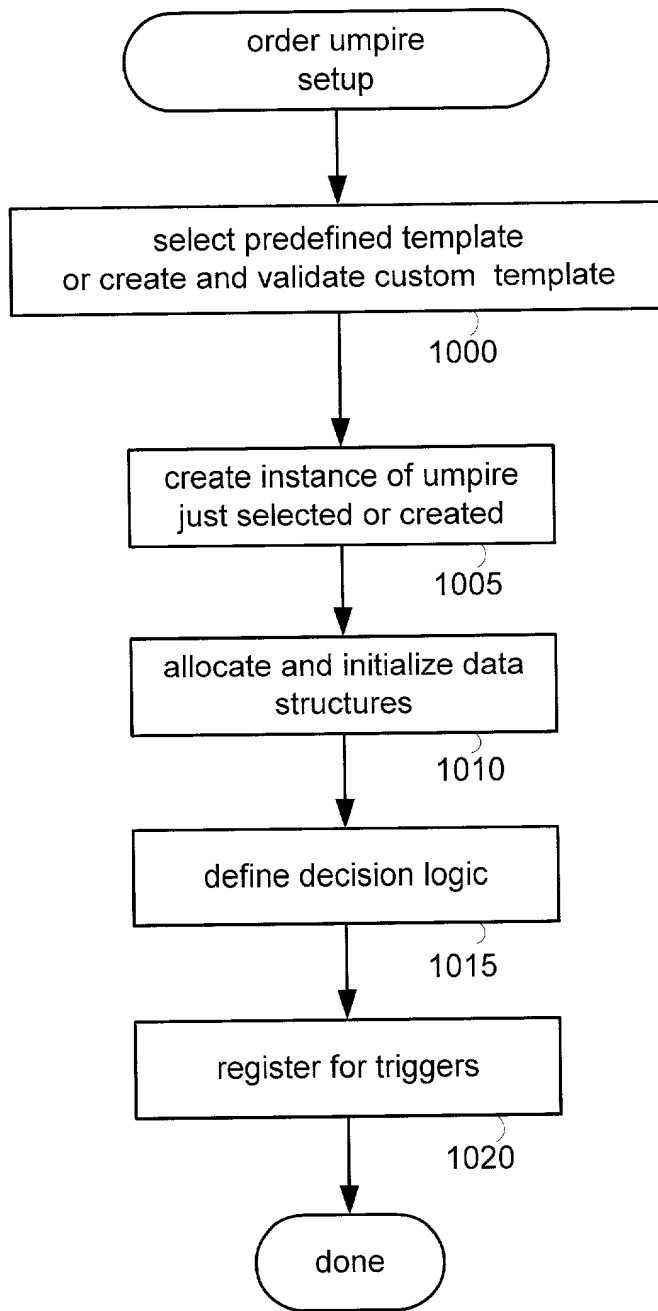 order umpire
setup
select predefined template
or create and validate custom template
1000
create instance of umpire
just selected or created
1005
allocate and initialize data
structures
1010
define decision logic
1015
register for triggers
1020
done